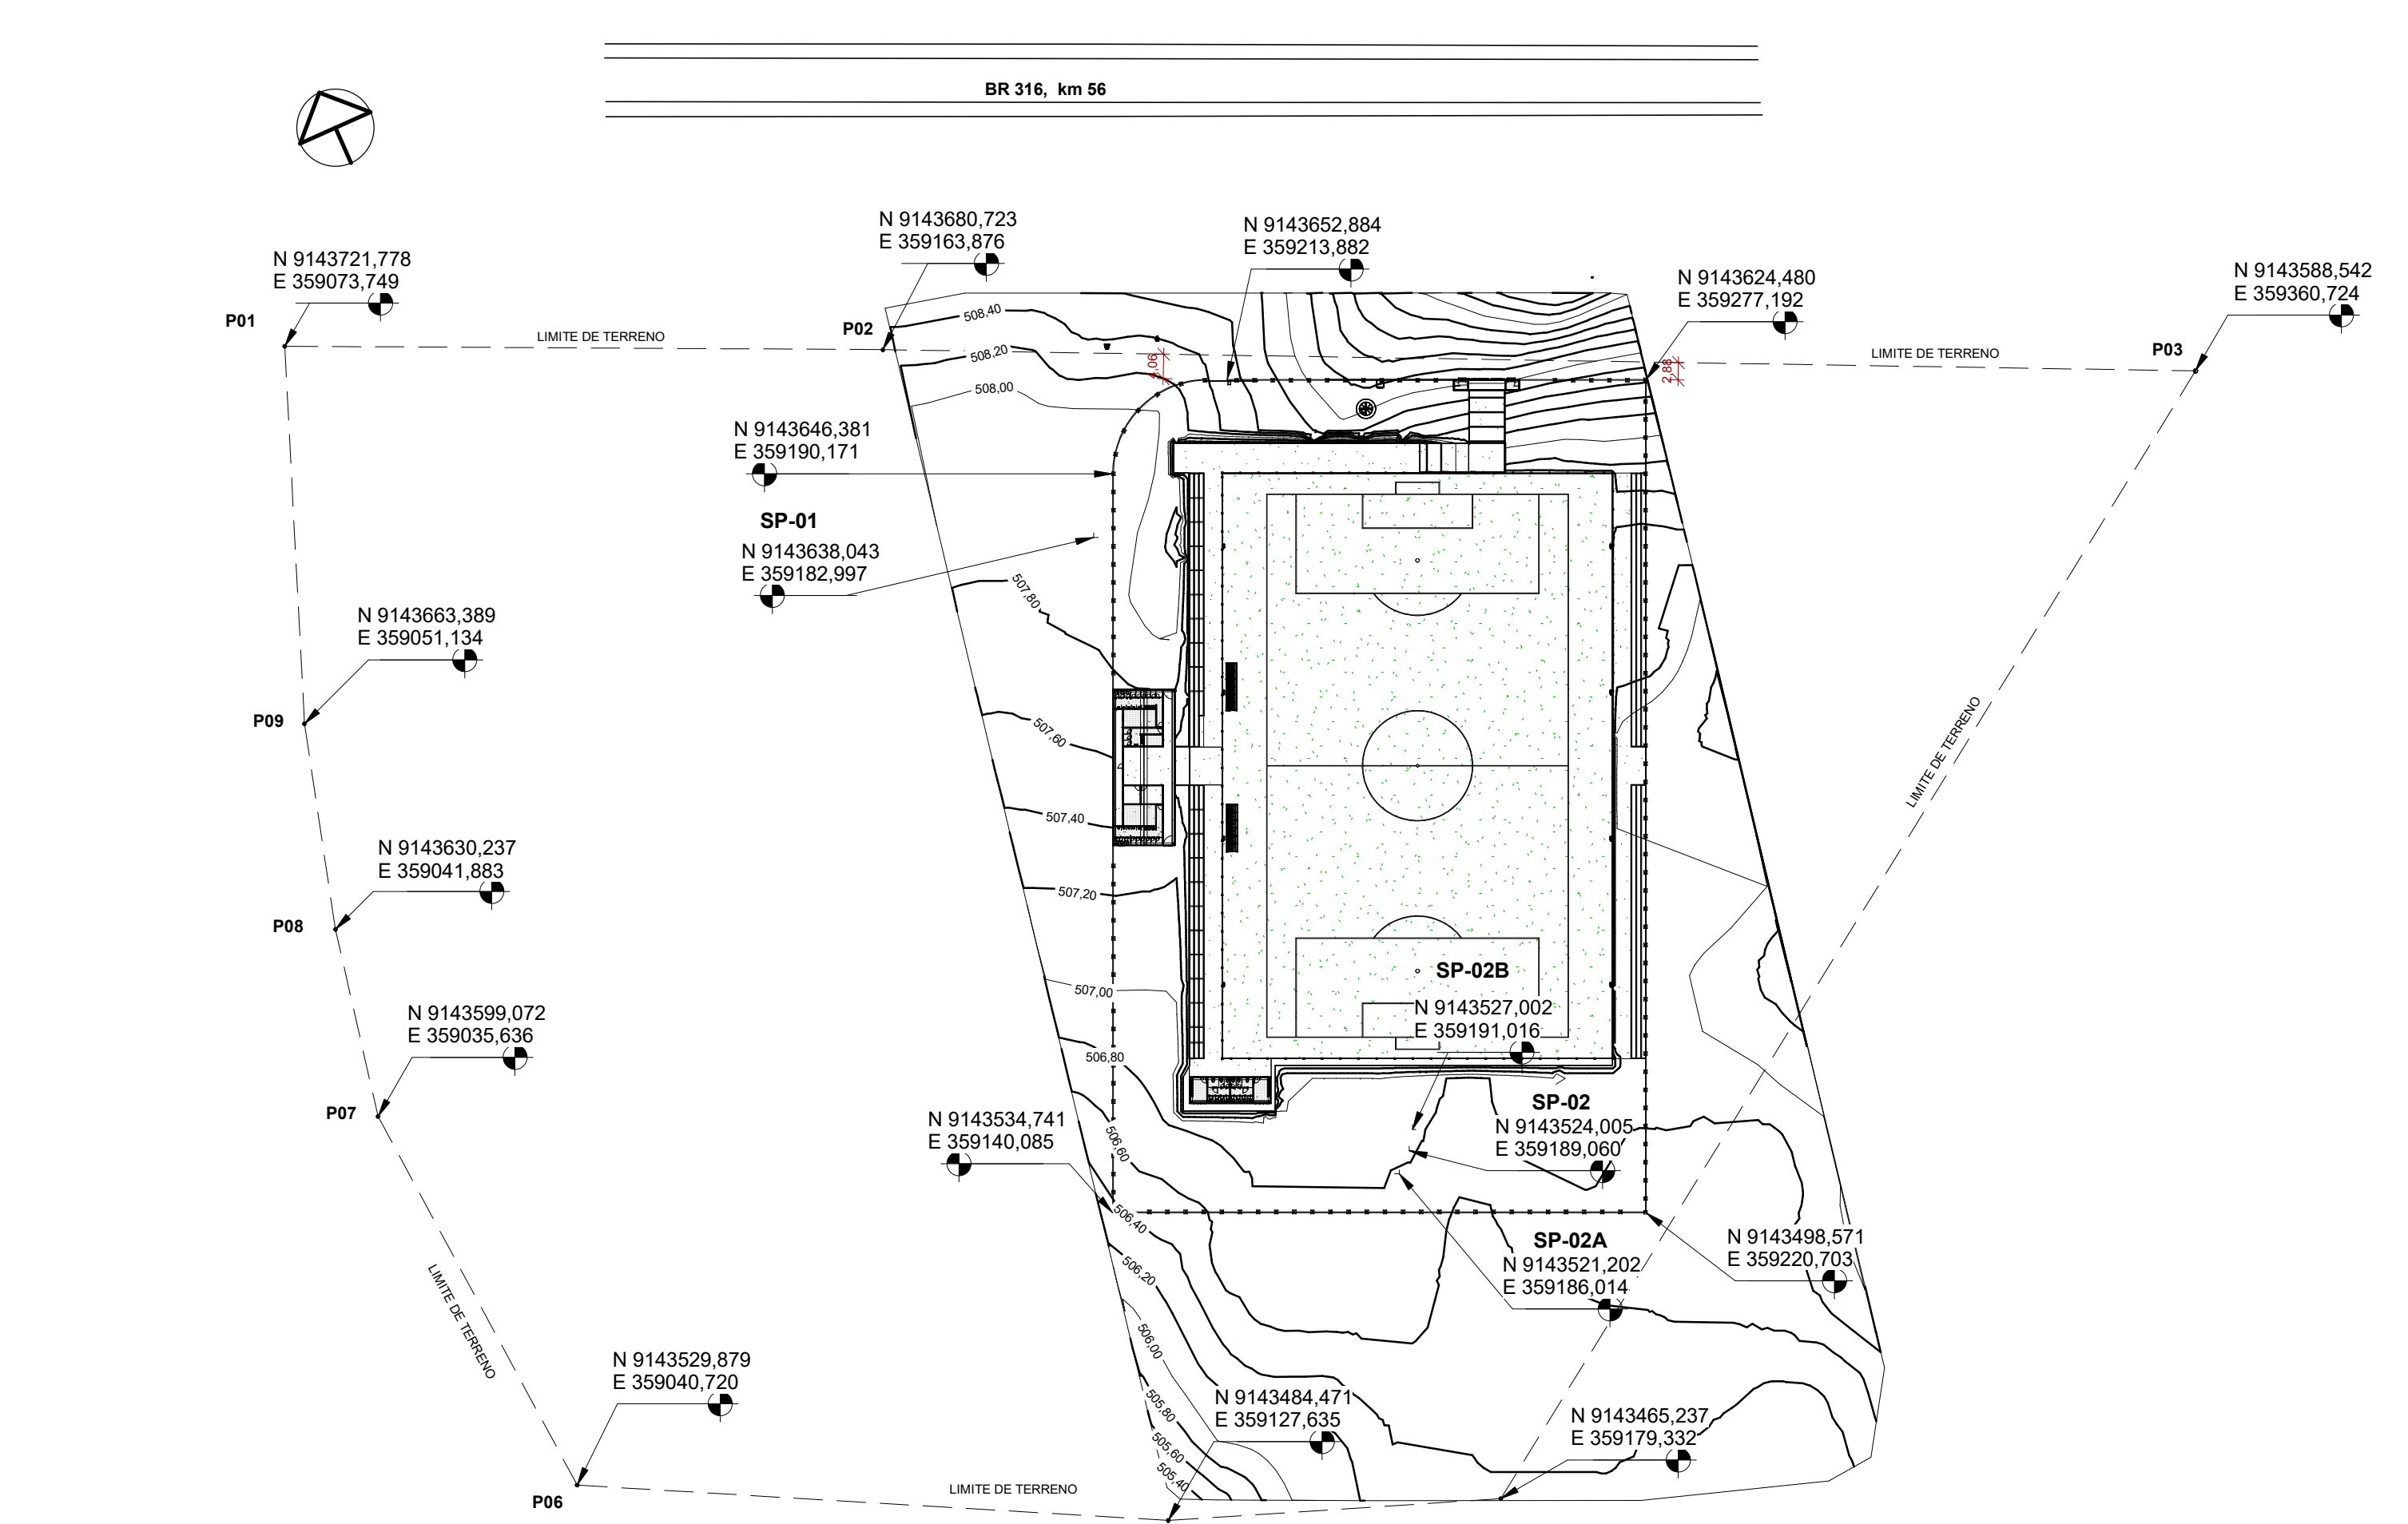 BR 316,  km 56
N 9143680,723
E 359163,876
N 9143652,884
E 359213,882
N 9143721,778
E 359073,749
N 9143624,480
E 359277,192
N 9143588,542
E 359360,724
P01
P02
P03
LIMITE DE TERRENO
LIMITE DE TERRENO
508,40
508,20
508,00
2,88
N 9143646,381
E 359190,171
SP-01
N 9143638,043
E 359182,997
507,80
N 9143663,389
E 359051,134
P09
507,60
LIMITE DE TERRENO
507,40
N 9143630,237
E 359041,883
507,20
P08
SP-02B
507,00
N 9143527,002
E 359191,016
N 9143599,072
E 359035,636
506,80
P07
SP-02
N 9143524,005
E 359189,060
N 9143534,741
E 359140,085
506,60
506,40
SP-02A
N 9143521,202
E 359186,014
N 9143498,571
E 359220,703
506,20
LIMITE DE TERRENO
506,00
N 9143529,879
E 359040,720
505,80
N 9143484,471
E 359127,635
N 9143465,237
E 359179,332
505,60
505,40
LIMITE DE TERRENO
P06